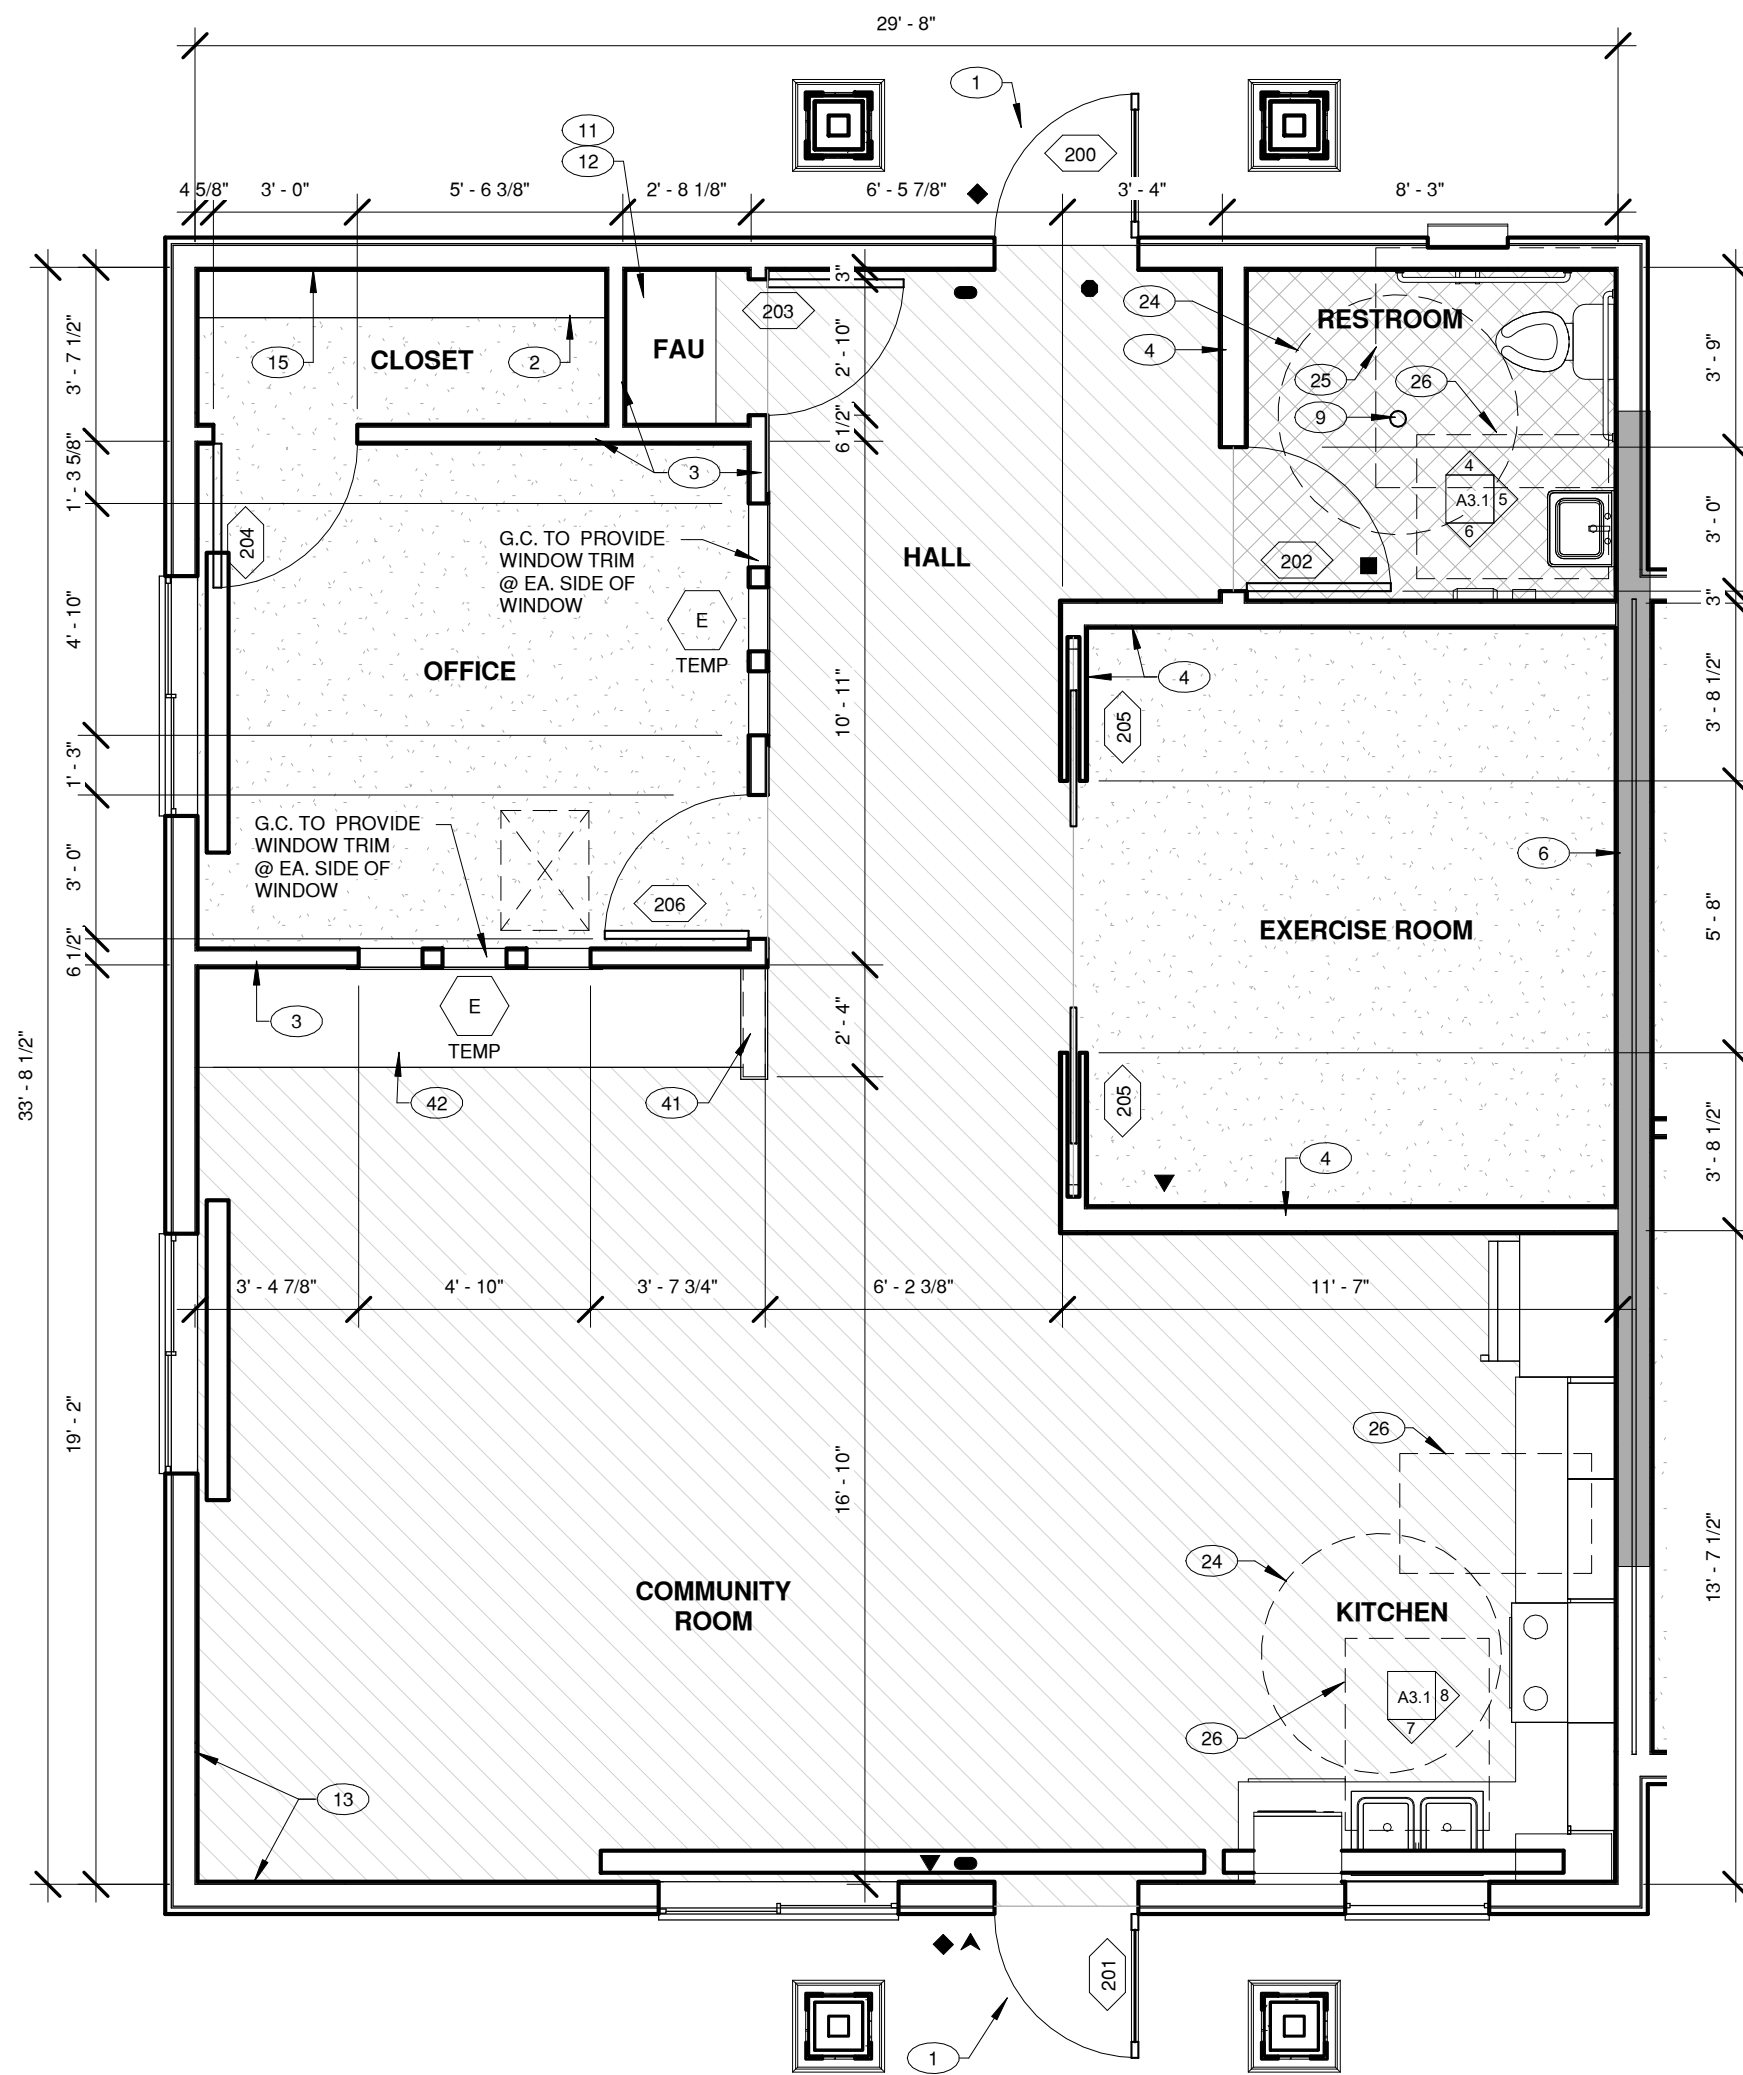 29' - 8"
1
11
12
200
4 5/8"
3' - 0"
5' - 6 3/8"
2' - 8 1/8"
6' - 5 7/8"
3' - 4"
8' - 3"
3"
203
24
RESTROOM
3' - 7 1/2"
15
CLOSET
2
FAU
2' - 10"
4
25
26
3' - 9"
9
6 1/2"
1' - 3 5/8"
3
4
A3.1
5
6
3' - 0"
204
G.C. TO PROVIDE
WINDOW TRIM
@ EA. SIDE OF
WINDOW
HALL
202
3"
4' - 10"
E
TEMP
OFFICE
10' - 11"
4
205
3' - 8 1/2"
1' - 3"
G.C. TO PROVIDE
WINDOW TRIM
@ EA. SIDE OF
WINDOW
6
3' - 0"
206
EXERCISE ROOM
5' - 8"
6 1/2"
3
E
TEMP
2' - 4"
33' - 8 1/2"
42
41
205
4
3' - 8 1/2"
3' - 4 7/8"
4' - 10"
3' - 7 3/4"
6' - 2 3/8"
11' - 7"
19' - 2"
26
16' - 10"
24
13' - 7 1/2"
COMMUNITY
ROOM
KITCHEN
A3.1
8
7
26
13
201
1